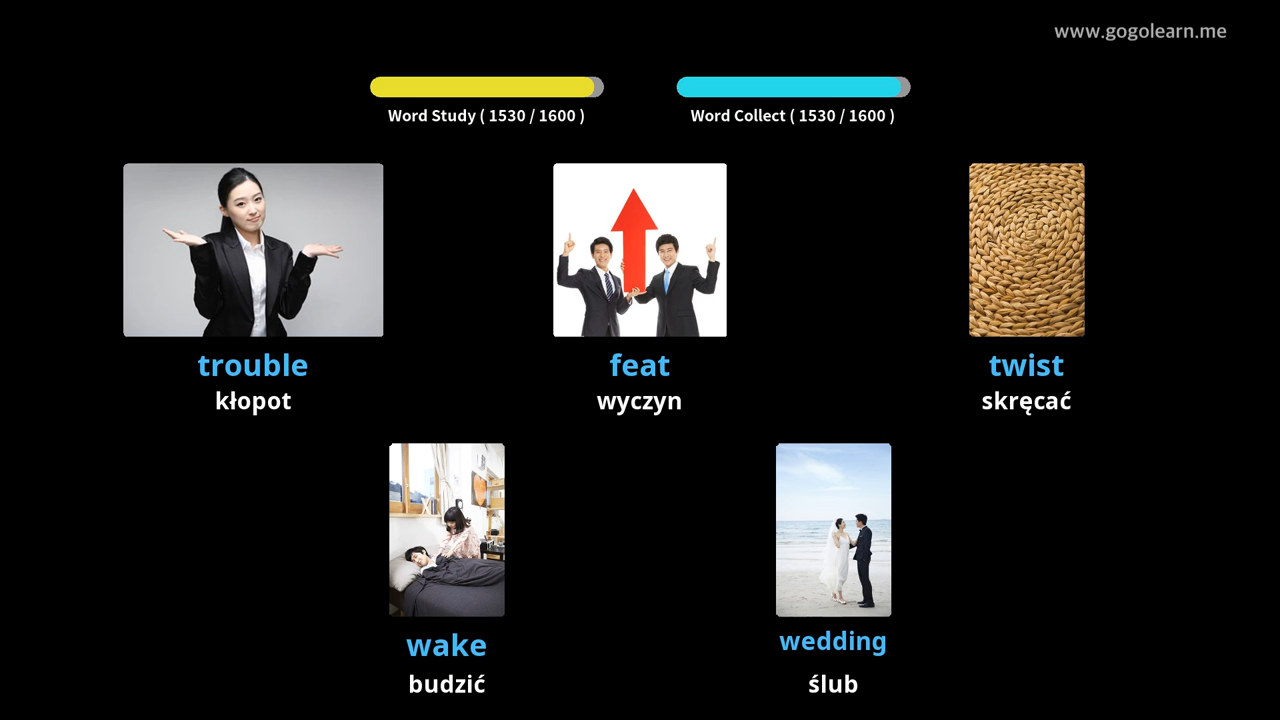 www.gogolearn.me
Word Study ( 1530 / 1600 )
Word Collect ( 1530 / 1600 )
trouble
kłopot
feat
wyczyn
twist
skręcać
wake
budzić
wedding
ślub